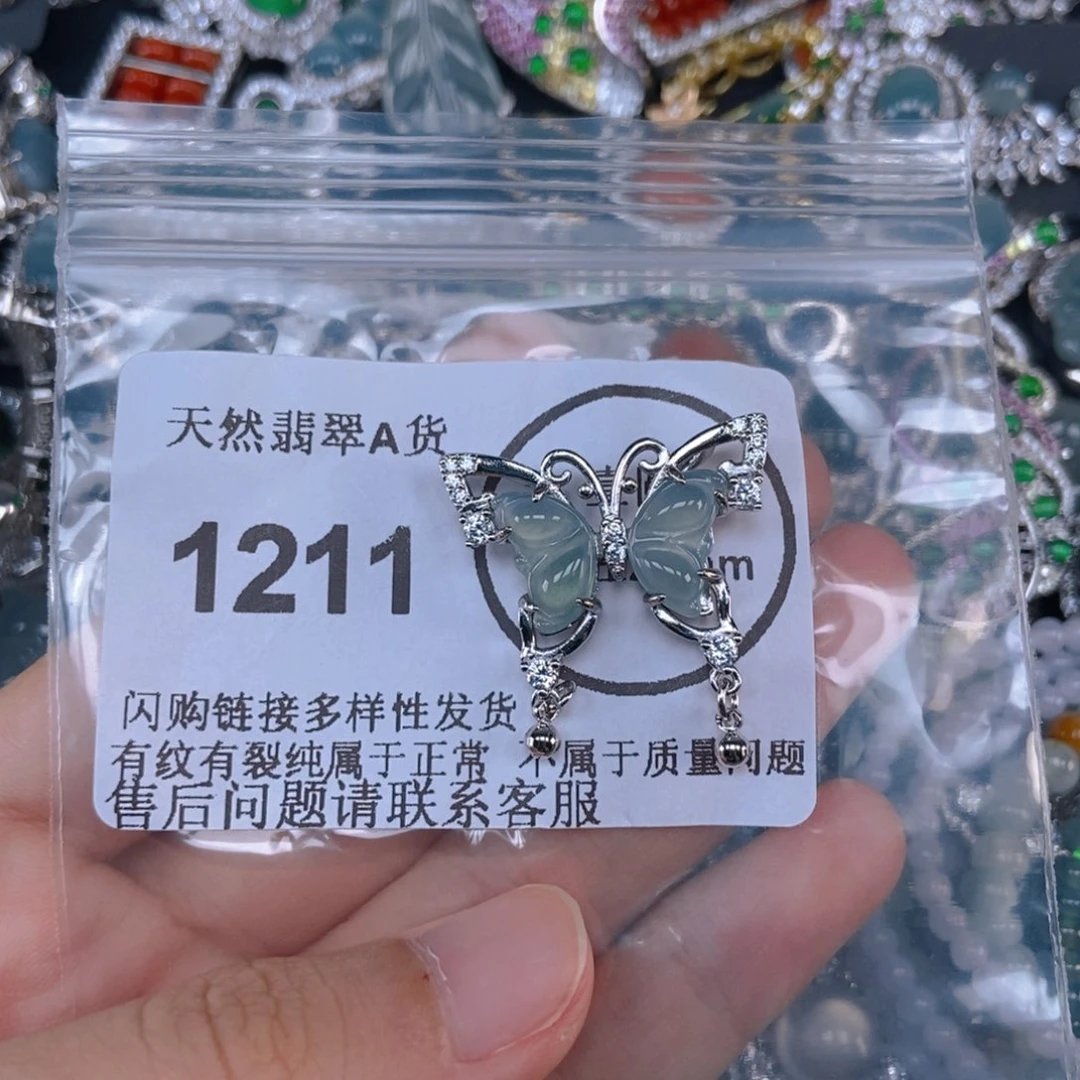 天然翡翠A货
1211
mm
闪购链接多样性发货
有纹有裂纯属于正常 不属于质量问题
售后问题请联系客服